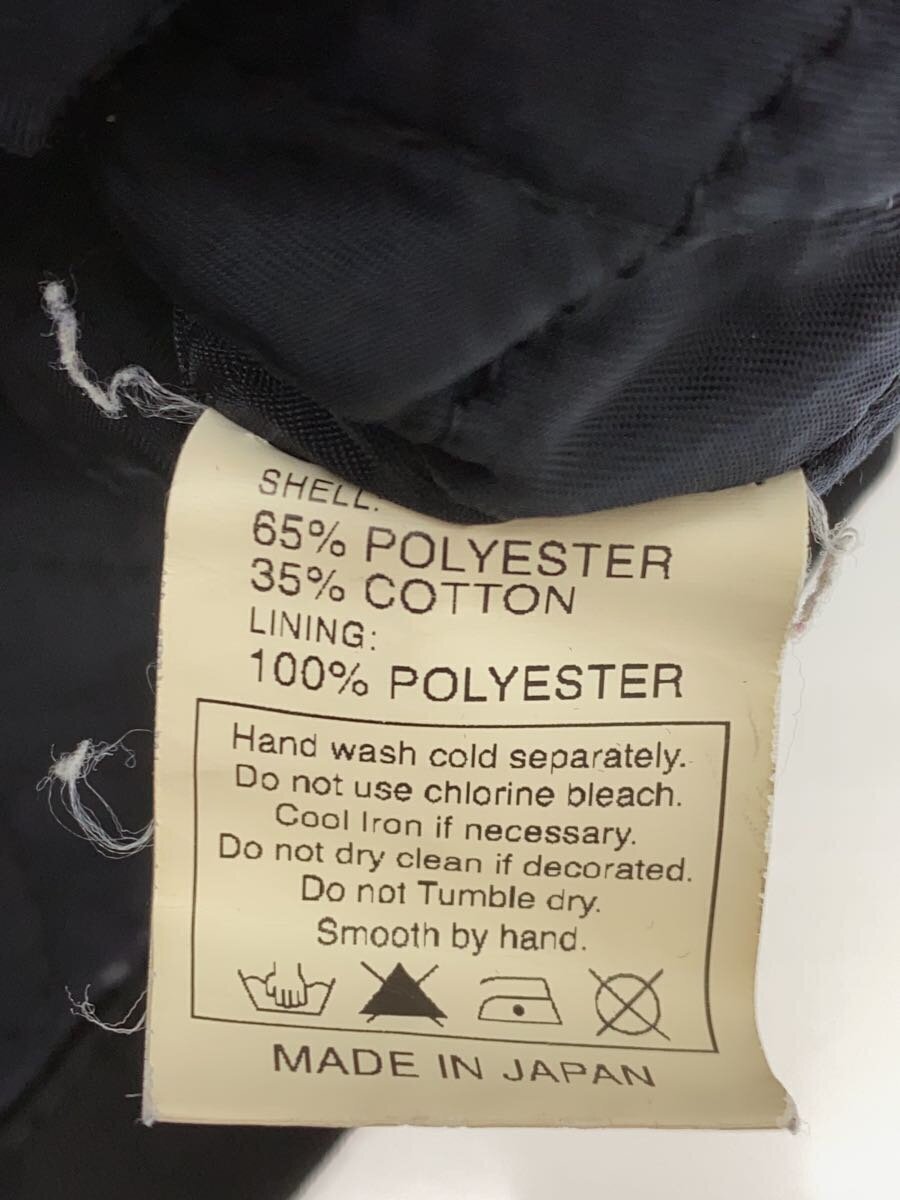 SHELL:
65% POLYESTER
35% COTTON
LINING:
100% POLYESTER
Hand wash cold separately.
Do not use chlorine bleach.
Cool Iron if necessary.
Do not dry clean if decorated.
Do not Tumble dry.
Smooth by hand.
MADE IN JAPAN